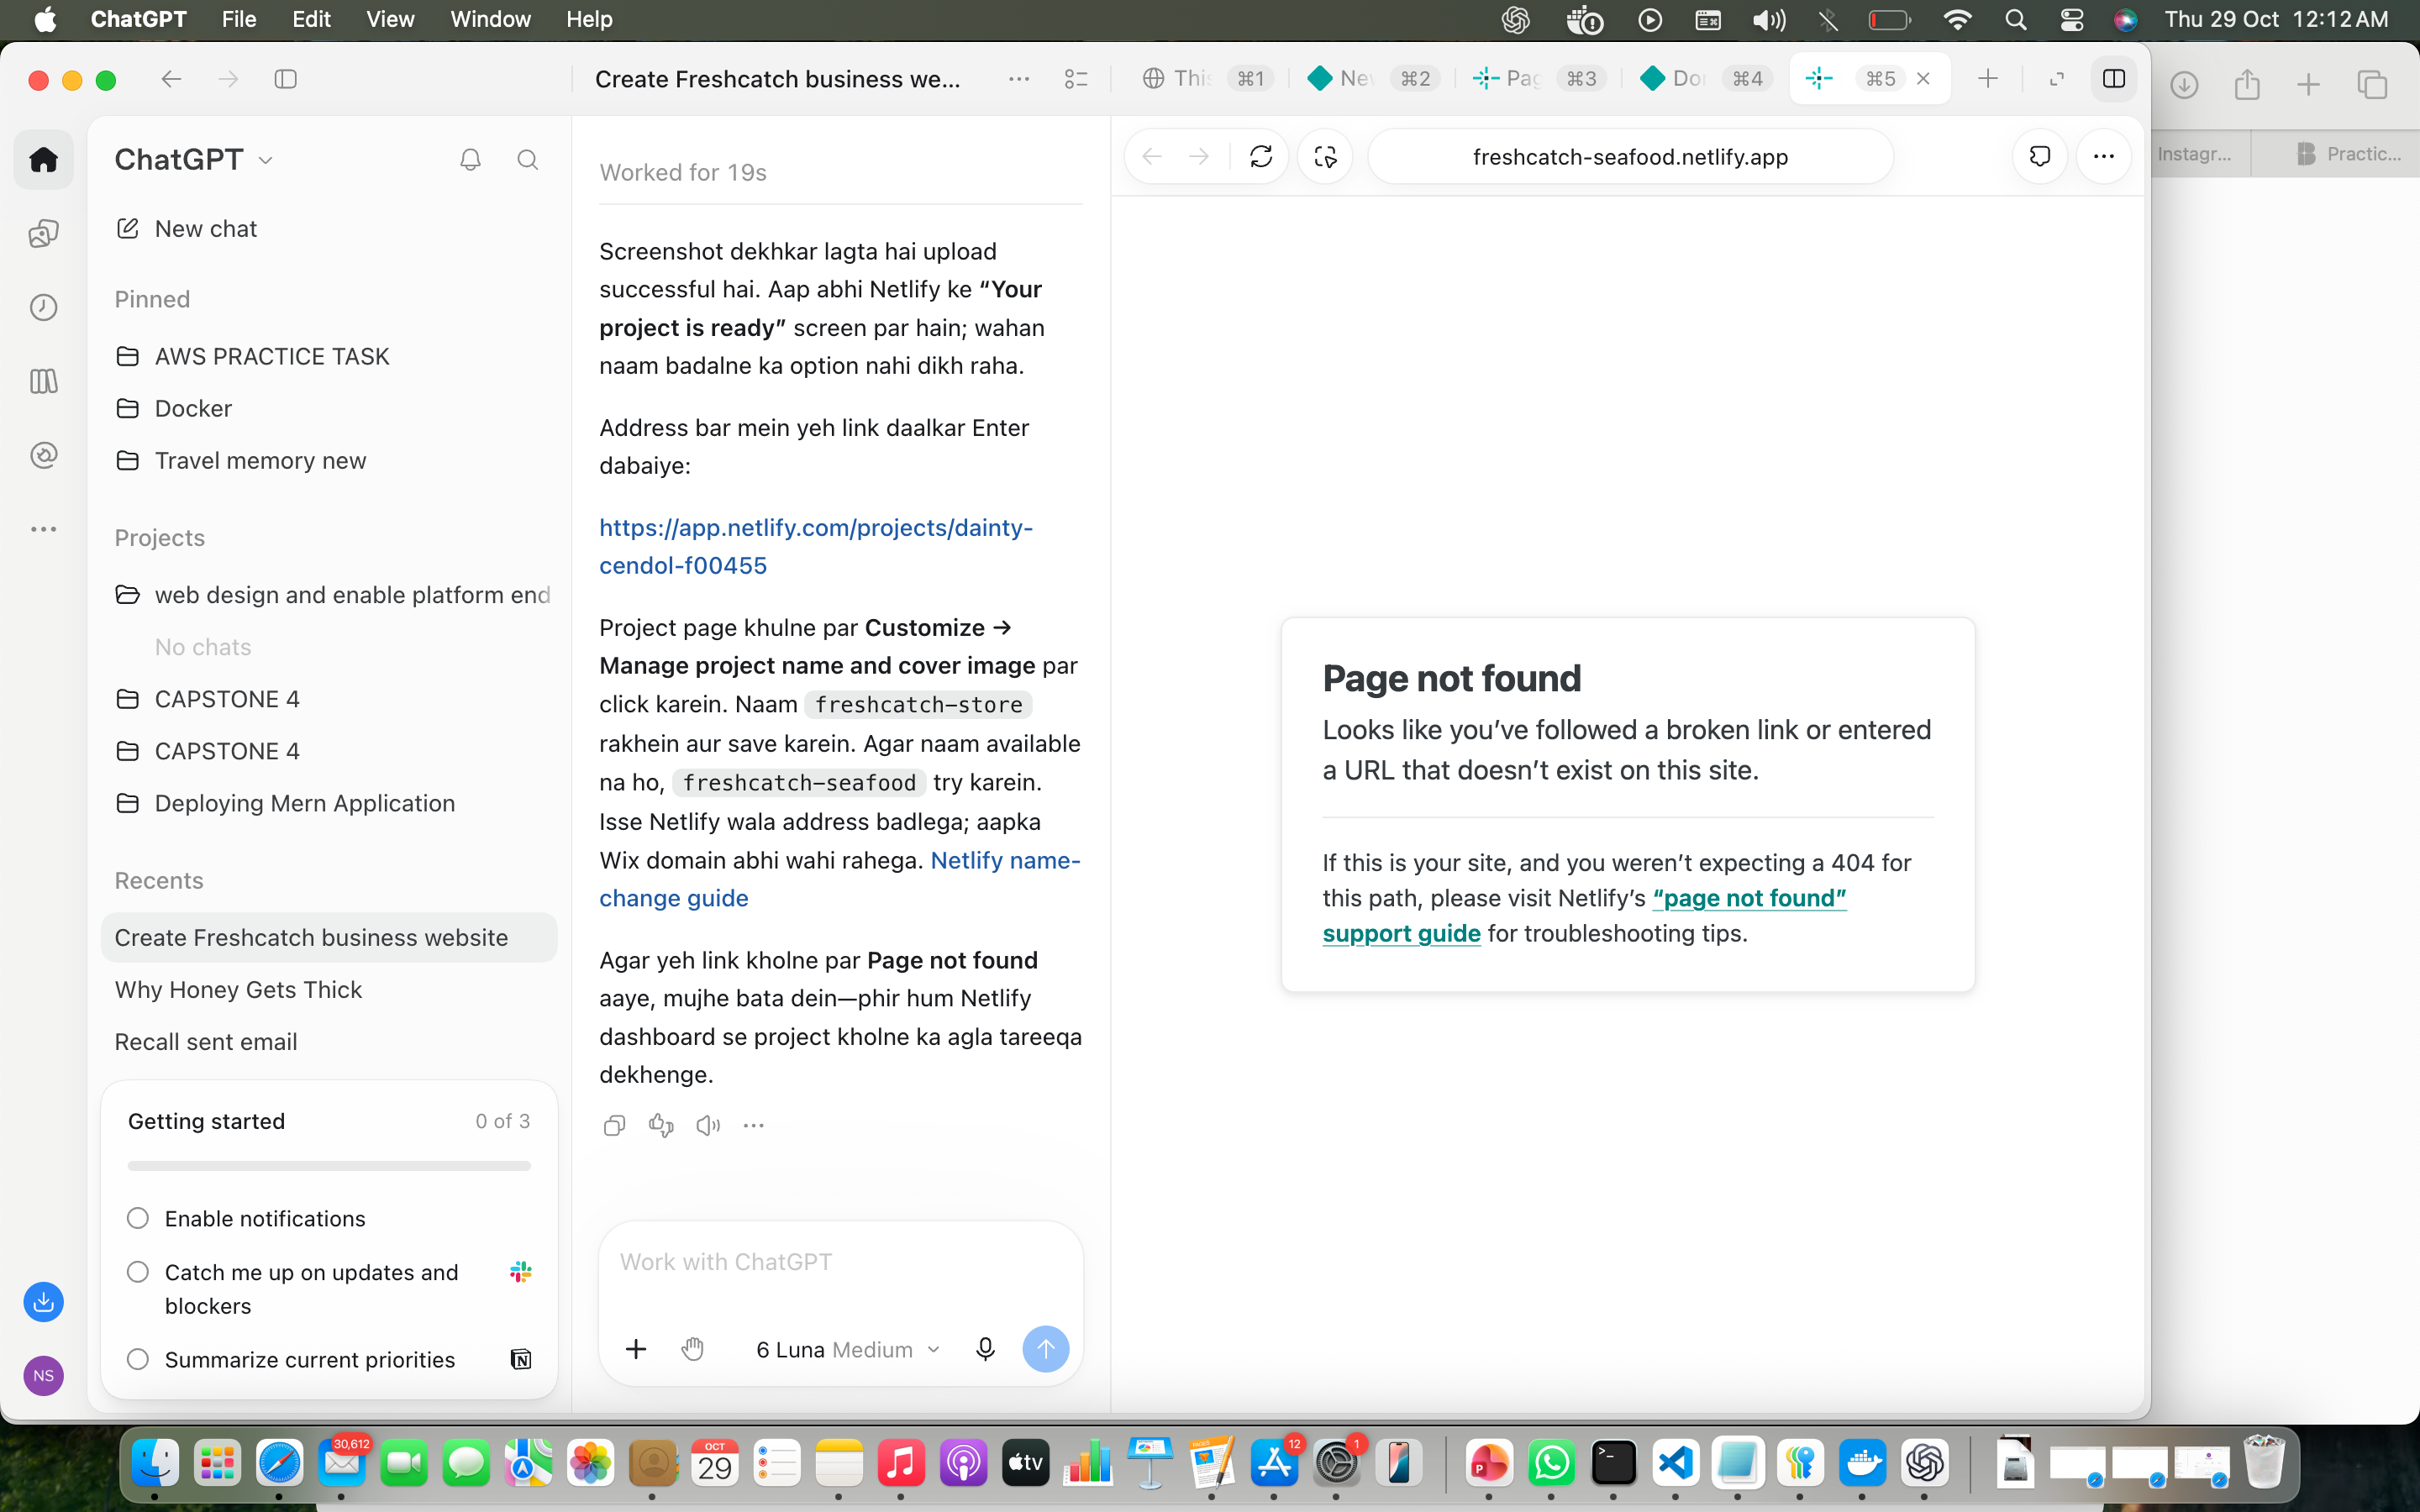 ChatGPT File Edit View Window Help
Thu 29 Oct 12:12 AM
Create Freshcatch business we...
⌘1
⌘2
⌘3
⌘4
⌘5
Instagr...
Practic...
ChatGPT
New chat
Pinned
AWS PRACTICE TASK
Docker
Travel memory new
Projects
web design and enable platform end
No chats
CAPSTONE 4
CAPSTONE 4
Deploying Mern Application
Recents
Create Freshcatch business website
Why Honey Gets Thick
Recall sent email
Getting started 0 of 3
Enable notifications
Catch me up on updates and
blockers
Summarize current priorities
NS
Worked for 19s
Screenshot dekhkar lagta hai upload
successful hai. Aap abhi Netlify ke “Your
project is ready” screen par hain; wahan
naam badalne ka option nahi dikh raha.
Address bar mein yeh link daalkar Enter
dabaiye:
https://app.netlify.com/projects/dainty-
cendol-f00455
Project page khulne par Customize →
Manage project name and cover image par
click karein. Naam freshcatch-store
rakhein aur save karein. Agar naam available
na ho, freshcatch-seafood try karein.
Isse Netlify wala address badlega; aapka
Wix domain abhi wahi rahega. Netlify name-
change guide
Agar yeh link kholne par Page not found
aaye, mujhe bata dein—phir hum Netlify
dashboard se project kholne ka agla tareeqa
dekhenge.
Work with ChatGPT
6 Luna Medium
freshcatch-seafood.netlify.app
Page not found
Looks like you’ve followed a broken link or entered
a URL that doesn’t exist on this site.
If this is your site, and you weren’t expecting a 404 for
this path, please visit Netlify’s “page not found”
support guide for troubleshooting tips.
30,612
OCT
29
tv
12
1